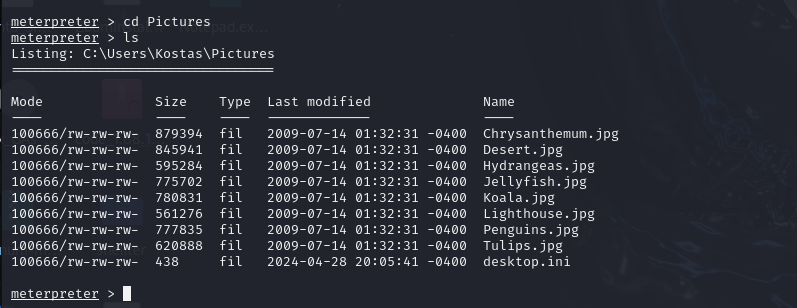 meterpreter > cd Pictures
meterpreter > ls
Listing: C:\Users\Kostas\Pictures
=================================
Mode Size Type Last modified Name
---- ---- ---- ------------- ----
100666/rw-rw-rw- 879394 fil 2009-07-14 01:32:31 -0400 Chrysanthemum.jpg
100666/rw-rw-rw- 845941 fil 2009-07-14 01:32:31 -0400 Desert.jpg
100666/rw-rw-rw- 595284 fil 2009-07-14 01:32:31 -0400 Hydrangeas.jpg
100666/rw-rw-rw- 775702 fil 2009-07-14 01:32:31 -0400 Jellyfish.jpg
100666/rw-rw-rw- 780831 fil 2009-07-14 01:32:31 -0400 Koala.jpg
100666/rw-rw-rw- 561276 fil 2009-07-14 01:32:31 -0400 Lighthouse.jpg
100666/rw-rw-rw- 777835 fil 2009-07-14 01:32:31 -0400 Penguins.jpg
100666/rw-rw-rw- 620888 fil 2009-07-14 01:32:31 -0400 Tulips.jpg
100666/rw-rw-rw- 438 fil 2024-04-28 20:05:41 -0400 desktop.ini
meterpreter >